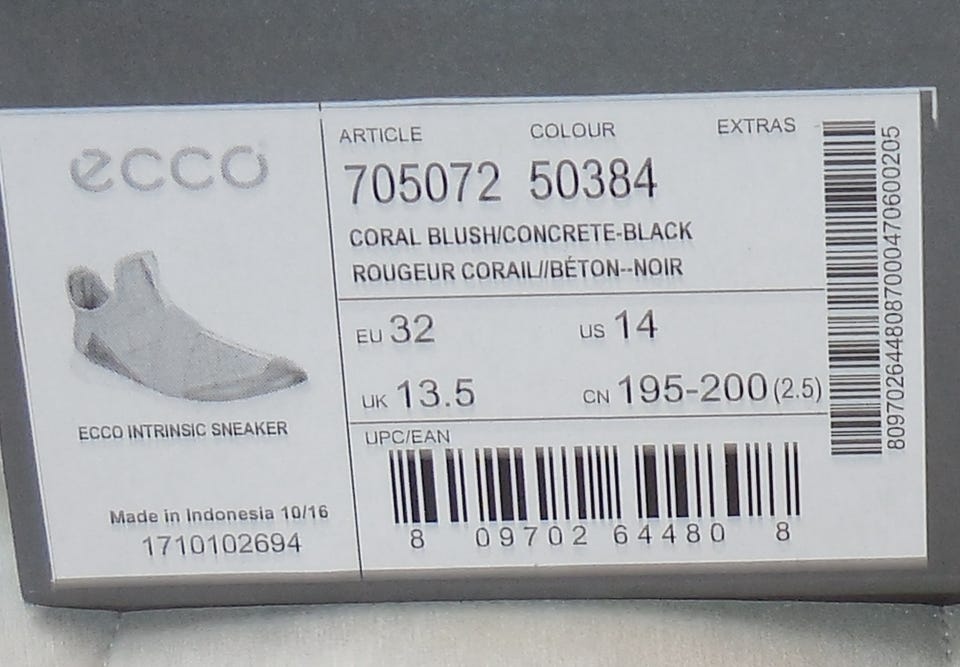 ecco
ECCO INTRINSIC SNEAKER
Made in Indonesia 10/16
1710102694
ARTICLE COLOUR EXTRAS
705072 50384
CORAL BLUSH/CONCRETE-BLACK
ROUGEUR CORAIL//BÉTON--NOIR
EU 32 US 14
UK 13.5 CN 195-200 (2.5)
UPC/EAN
8 09702 64480 8
8097026448087000470600205